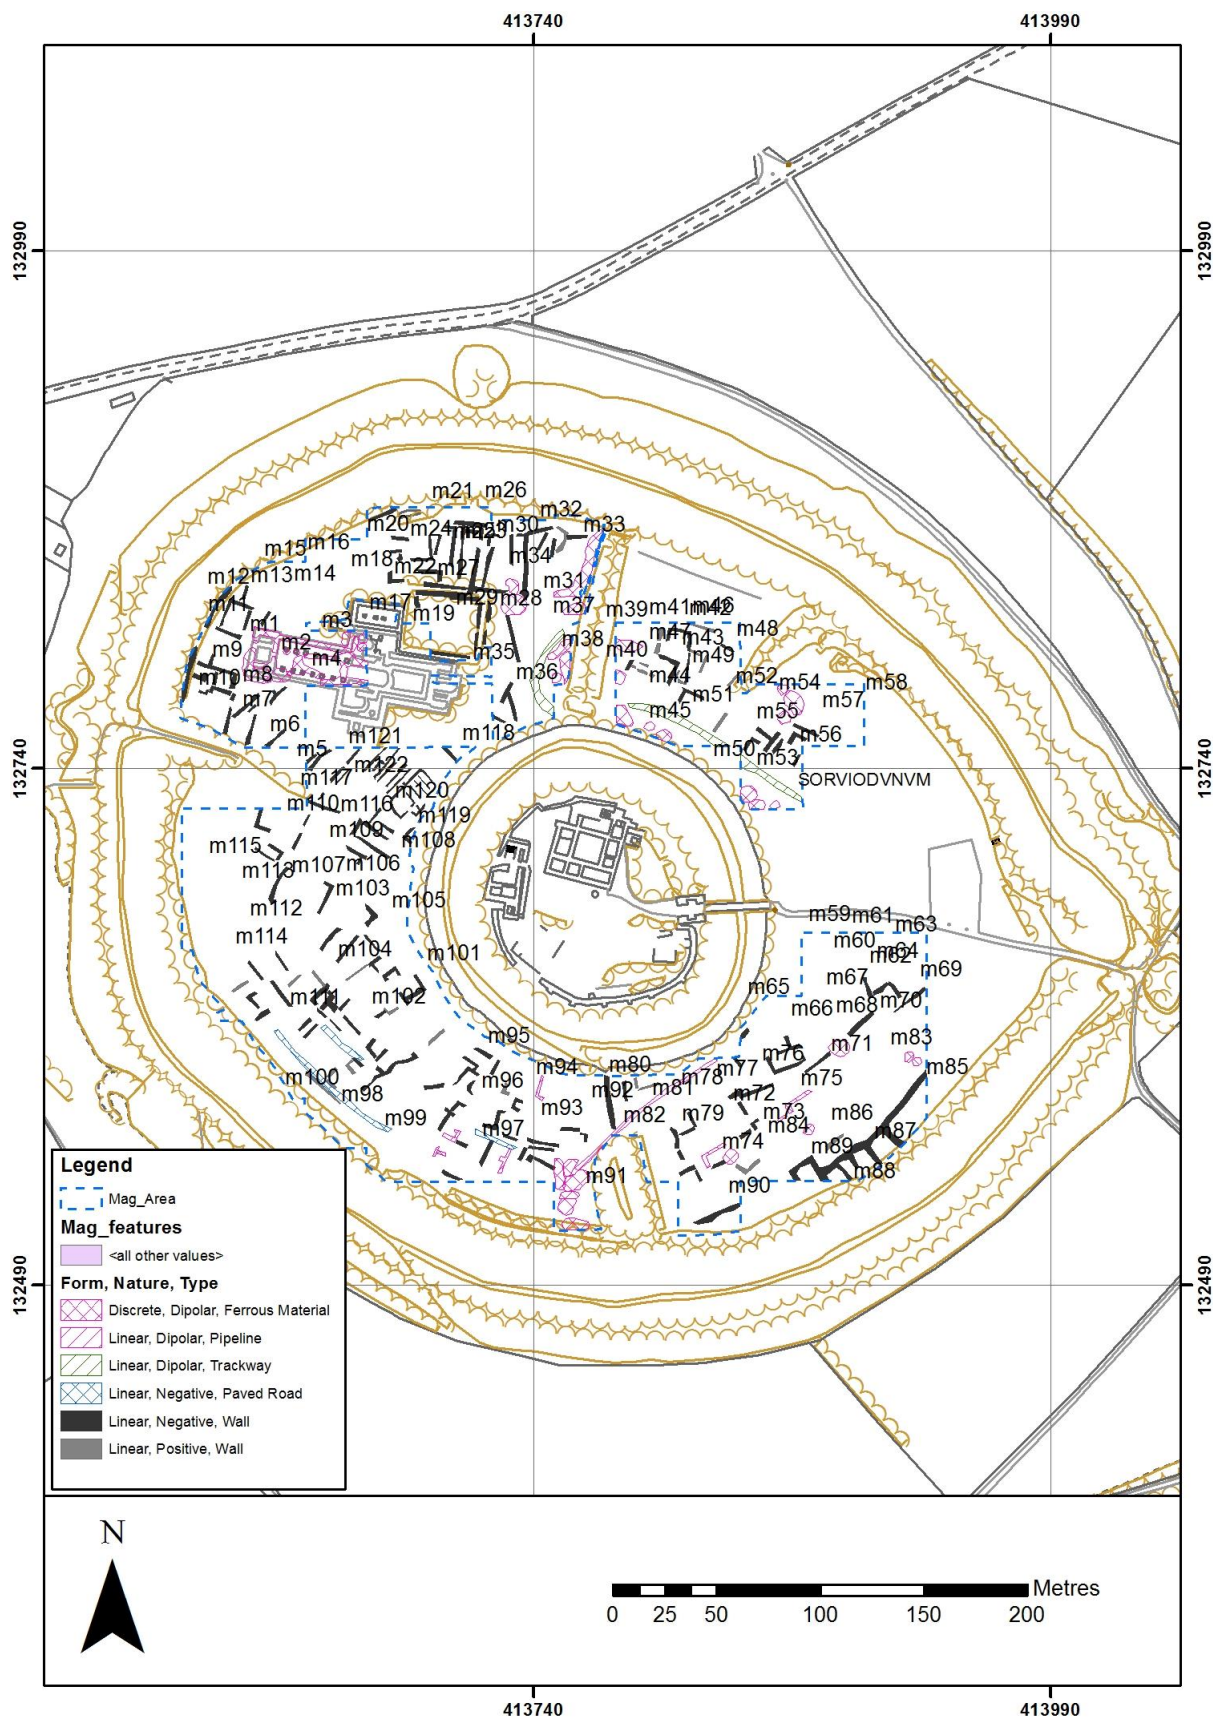 413740 413990
132990 132990
m21 m26
m32
m20 m24 m30 m33
m15 m16
m18 m34
m12 m13 m14 m22 m27
m31
m11 m17 m29 m28
m19 m37 m39 m41 m42
m1 m3 m47 m48
m2 m38 m43
m9 m4 m35 m40 m49
m10 m8 m36 m44 m52 m54 m58
m7 m51 m57
m6 m118 m45 m55
m121 m56
m5 m50 m53
132740 m117 m122 132740
SORVIODVNVM
m110 m116 m120
m119
m109 m108
m115
m113 m107 m106
m103
m112 m105 m59 m61 m63
m114 m104 m101 m60 m64
m62
m67 m69
m111 m102 m65 m70
m66 m68
m95 m71 m83
m76
m94 m80 m77 m85
m100 m96 m78 m75
m98 m92 m81 m72
m99 m93 m82 m79 m73 m86
m97 m84 m87
m74 m89
m91 m88
m90
132490 132490
Legend
Mag_Area
Mag_features
<all other values>
Form, Nature, Type
Discrete, Dipolar, Ferrous Material
Linear, Dipolar, Pipeline
Linear, Dipolar, Trackway
Linear, Negative, Paved Road
Linear, Negative, Wall
Linear, Positive, Wall
N
Metres
0 25 50 100 150 200
413740 413990